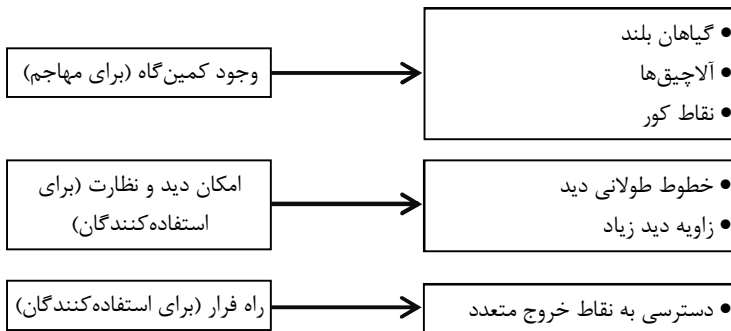 وجود کمین‌گاه (برای مهاجم)
• گیاهان بلند
• آلاچیق‌ها
• نقاط کور
امکان دید و نظارت (برای
استفاده‌کنندگان)
• خطوط طولانی دید
• زاویه دید زیاد
راه فرار (برای استفاده‌کنندگان)
• دسترسی به نقاط خروج متعدد